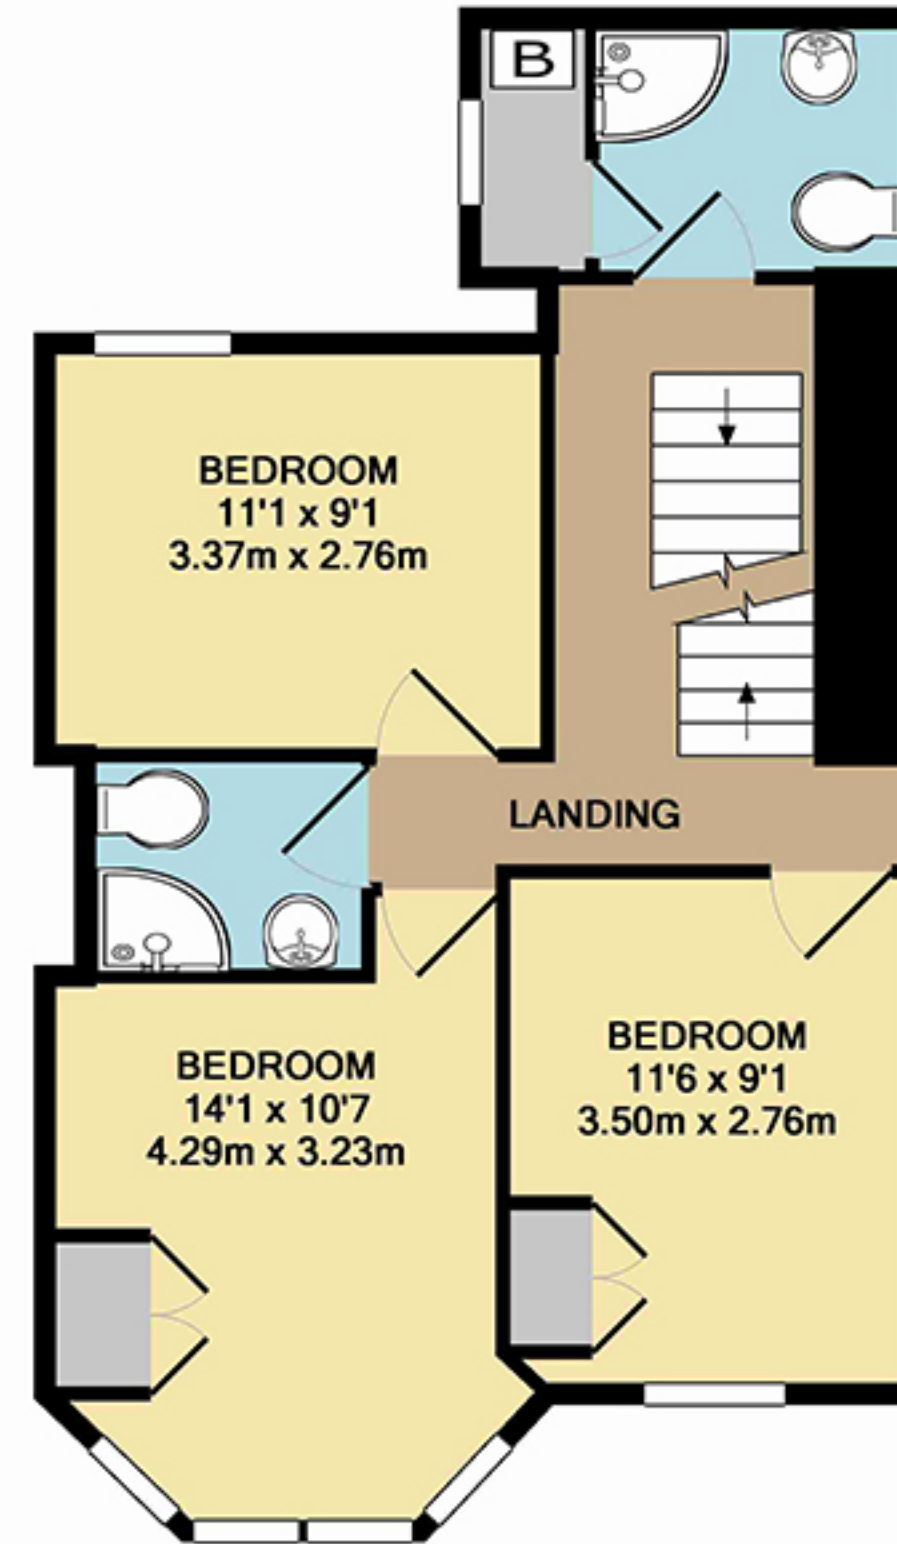 B
BEDROOM
11'1 x 9'1
3.37m x 2.76m
LANDING
BEDROOM
14'1 x 10'7
4.29m x 3.23m
BEDROOM
11'6 x 9'1
3.50m x 2.76m